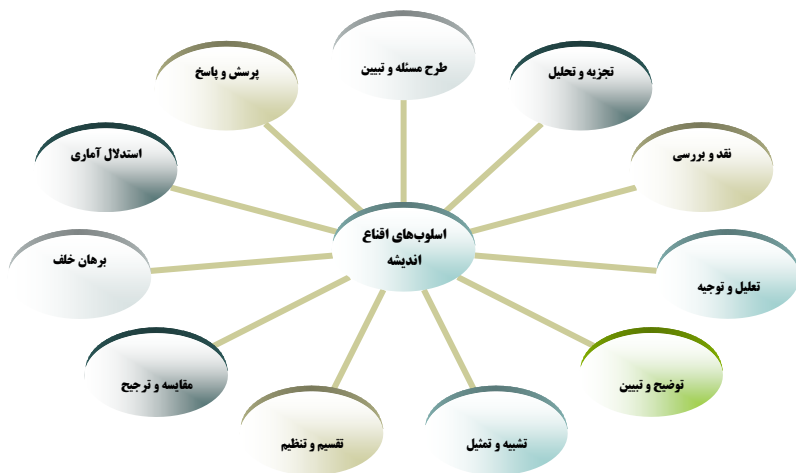 اسلوب‌های اقناع
اندیشه
طرح مسئله و تبیین
تجزیه و تحلیل
نقد و بررسی
تعلیل و توجیه
توضیح و تبیین
تشبیه و تمثیل
تقسیم و تنظیم
مقایسه و ترجیح
برهان خلف
استدلال آماری
پرسش و پاسخ